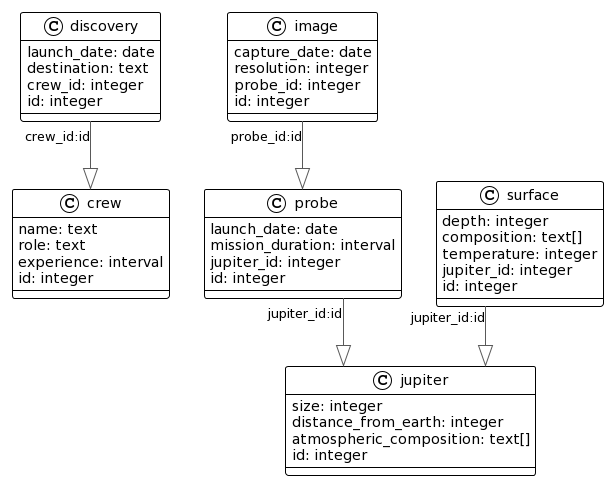 C discovery
launch_date: date
destination: text
crew_id: integer
id: integer
C image
capture_date: date
resolution: integer
probe_id: integer
id: integer
crew_id:id
probe_id:id
C crew
name: text
role: text
experience: interval
id: integer
C probe
launch_date: date
mission_duration: interval
jupiter_id: integer
id: integer
C surface
depth: integer
composition: text[]
temperature: integer
jupiter_id: integer
id: integer
jupiter_id:id
jupiter_id:id
C jupiter
size: integer
distance_from_earth: integer
atmospheric_composition: text[]
id: integer